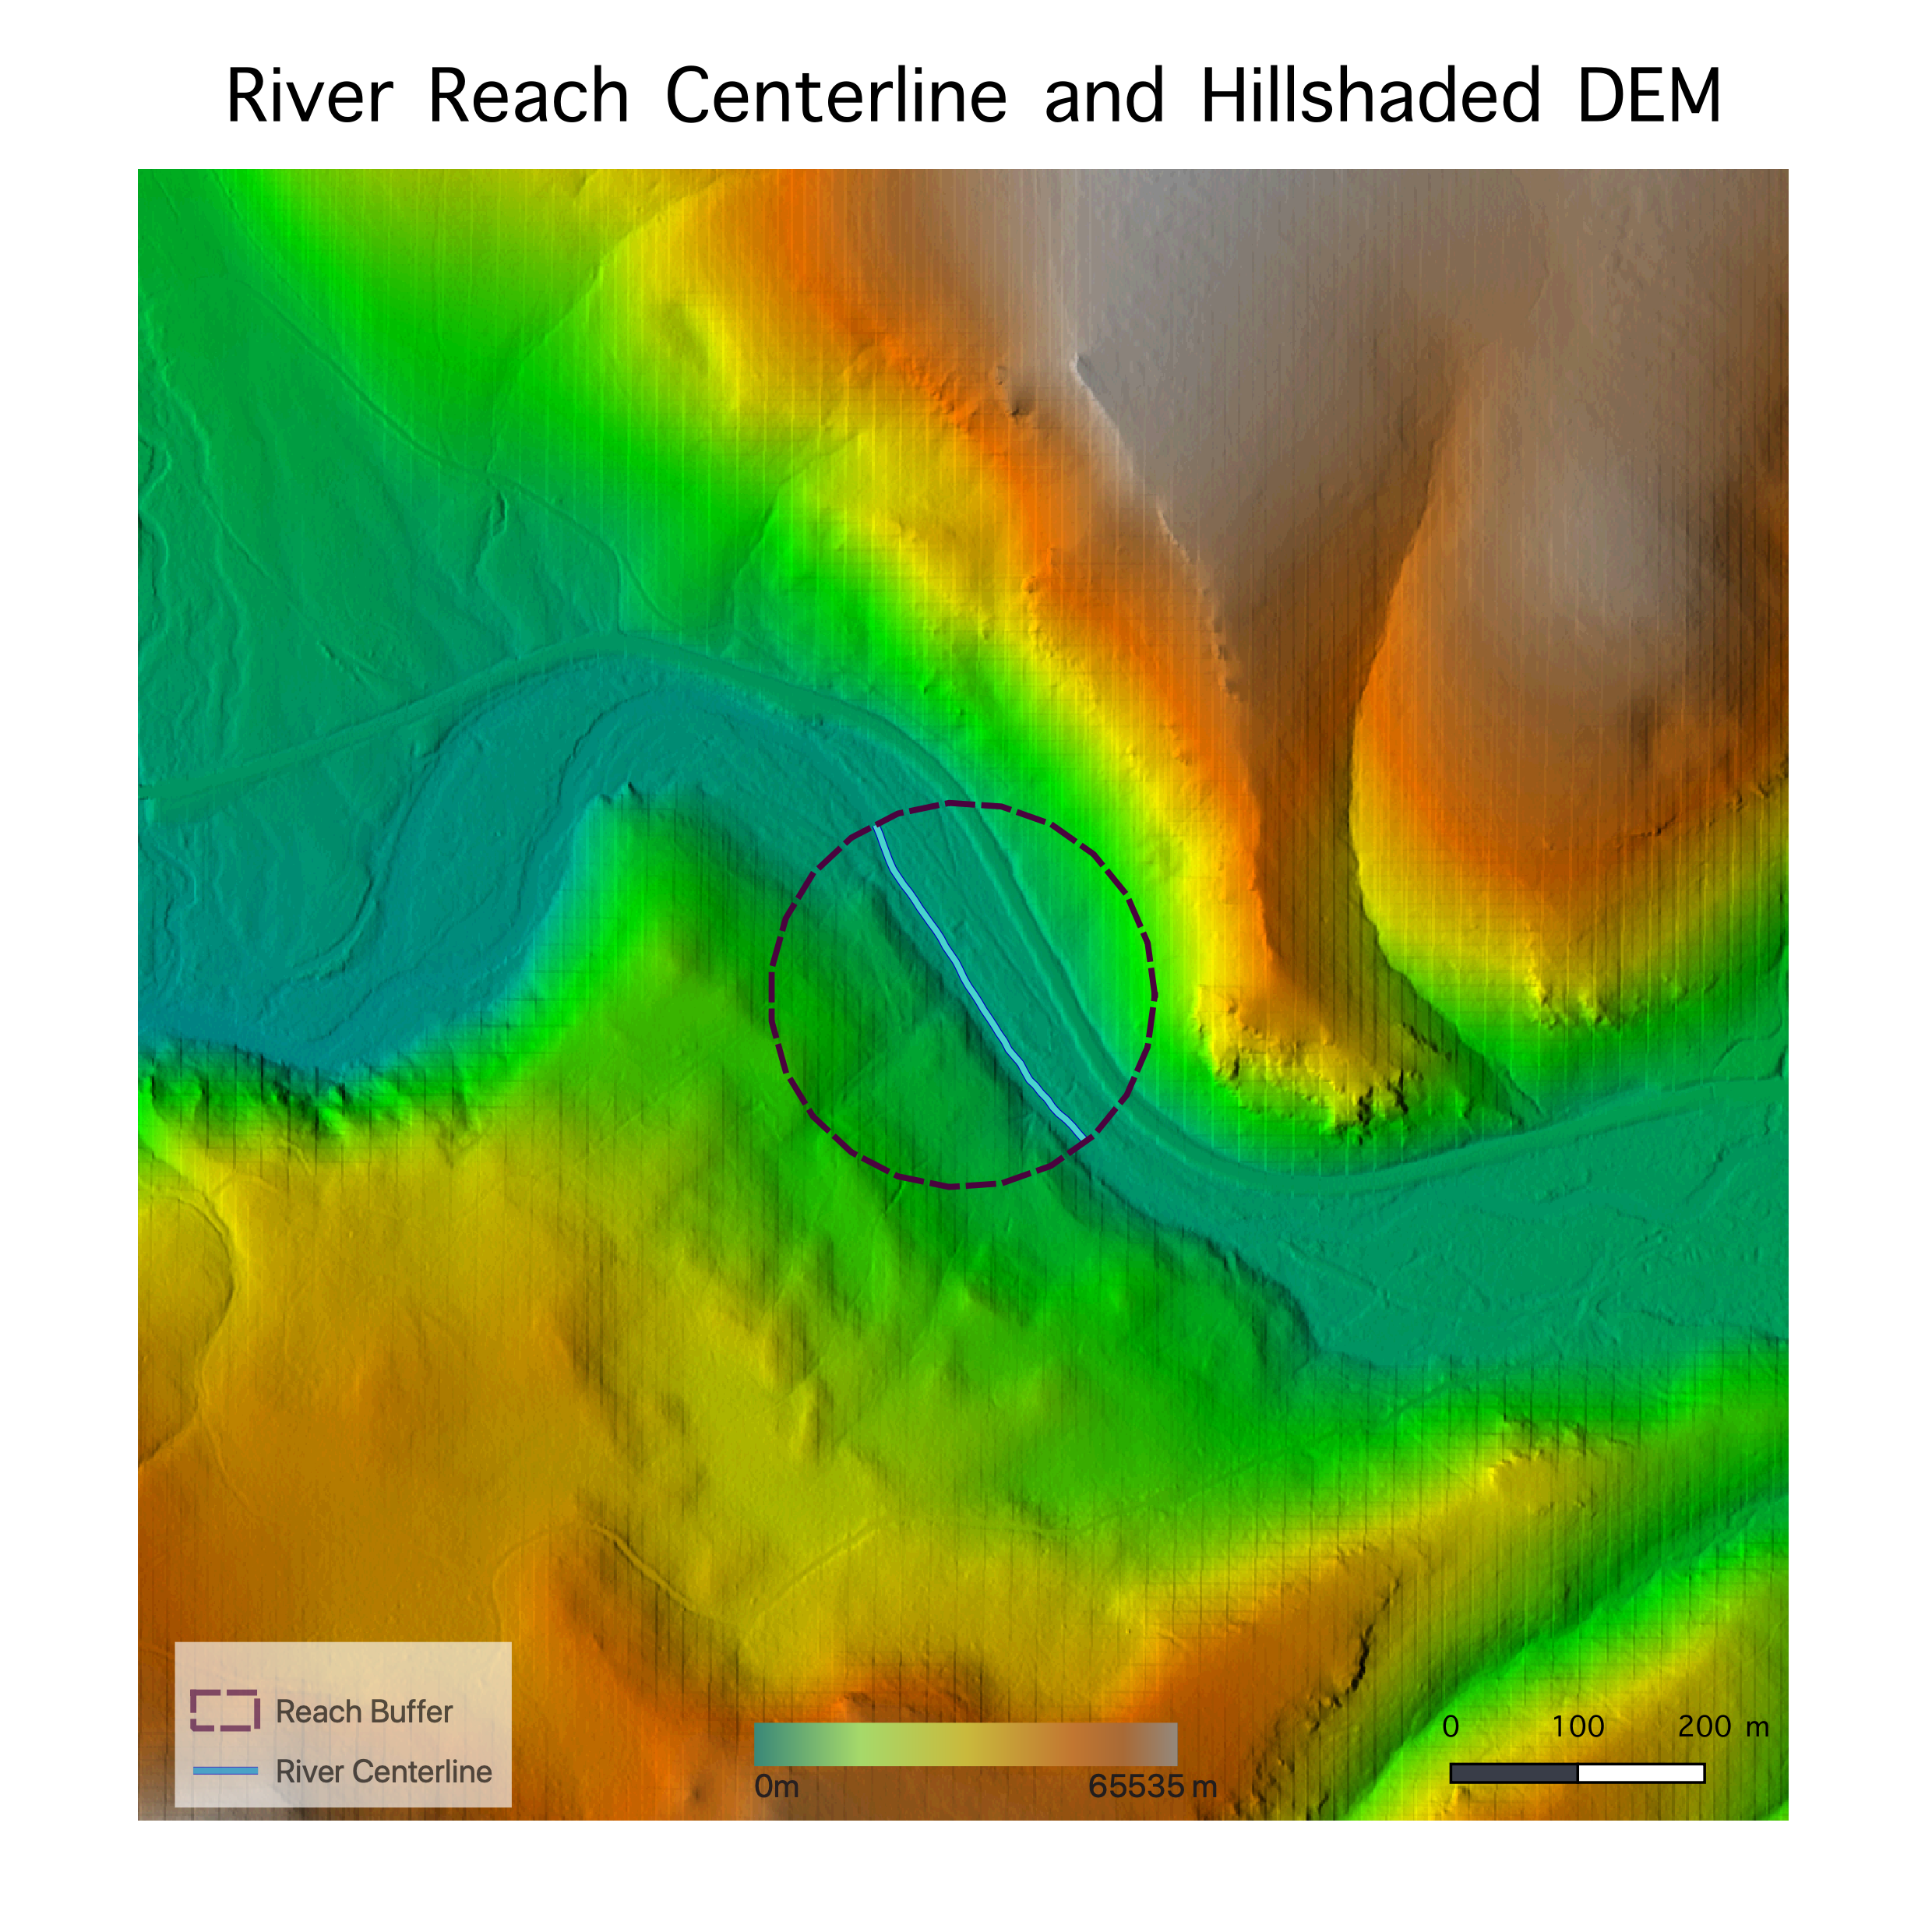 River Reach Centerline and Hillshaded DEM
Reach Buffer
River Centerline
0m 65535 m
0 100 200 m